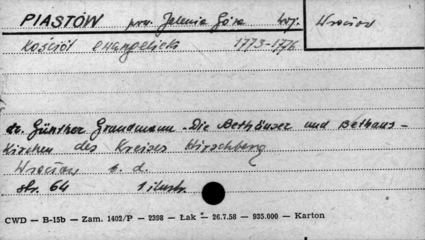 PIASTÓW pow. Jelenia Góra woj. Wrocław
Kościół ewangelicki 1773-1776
dr. Günther Grundmann - Die Bethäuser und Bethaus-
Kirchen des Kreises Hirschberg
Wrocław b. d.
str. 64 1 ilustr.
CWD — B-15b — Zam. 1402/P — 2398 — Łak — 26.7.58 — 935.000 — Karton